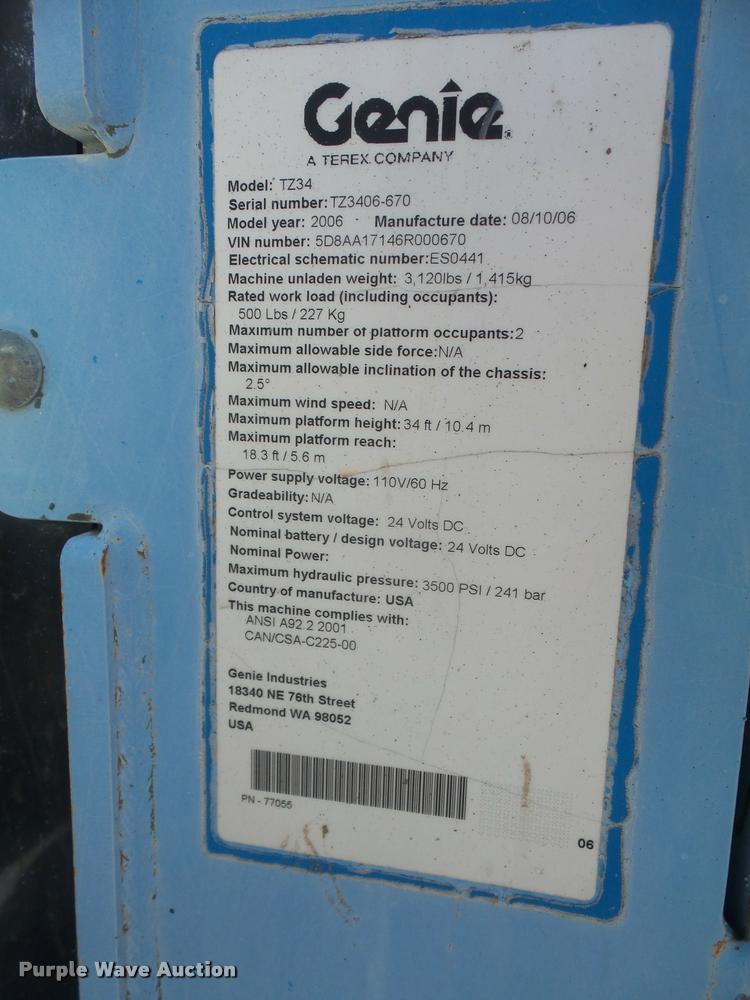 Genie
A TEREX COMPANY
Model: TZ34
Serial number: TZ3406-670
Model year: 2006 Manufacture date: 08/10/06
VIN number: 5D8AA17146R000670
Electrical schematic number:ES0441
Machine unladen weight: 3,120lbs / 1,415kg
Rated work load (including occupants):
500 Lbs / 227 Kg
Maximum number of platform occupants:2
Maximum allowable side force:N/A
Maximum allowable inclination of the chassis:
2.5°
Maximum wind speed: N/A
Maximum platform height: 34 ft / 10.4 m
Maximum platform reach:
18.3 ft / 5.6 m
Power supply voltage: 110V/60 Hz
Gradeability: N/A
Control system voltage: 24 Volts DC
Nominal battery / design voltage: 24 Volts DC
Nominal Power:
Maximum hydraulic pressure: 3500 PSI / 241 bar
Country of manufacture: USA
This machine complies with:
ANSI A92.2 2001
CAN/CSA-C225-00
Genie Industries
18340 NE 76th Street
Redmond WA 98052
USA
PN - 77055
06
Purple Wave Auction